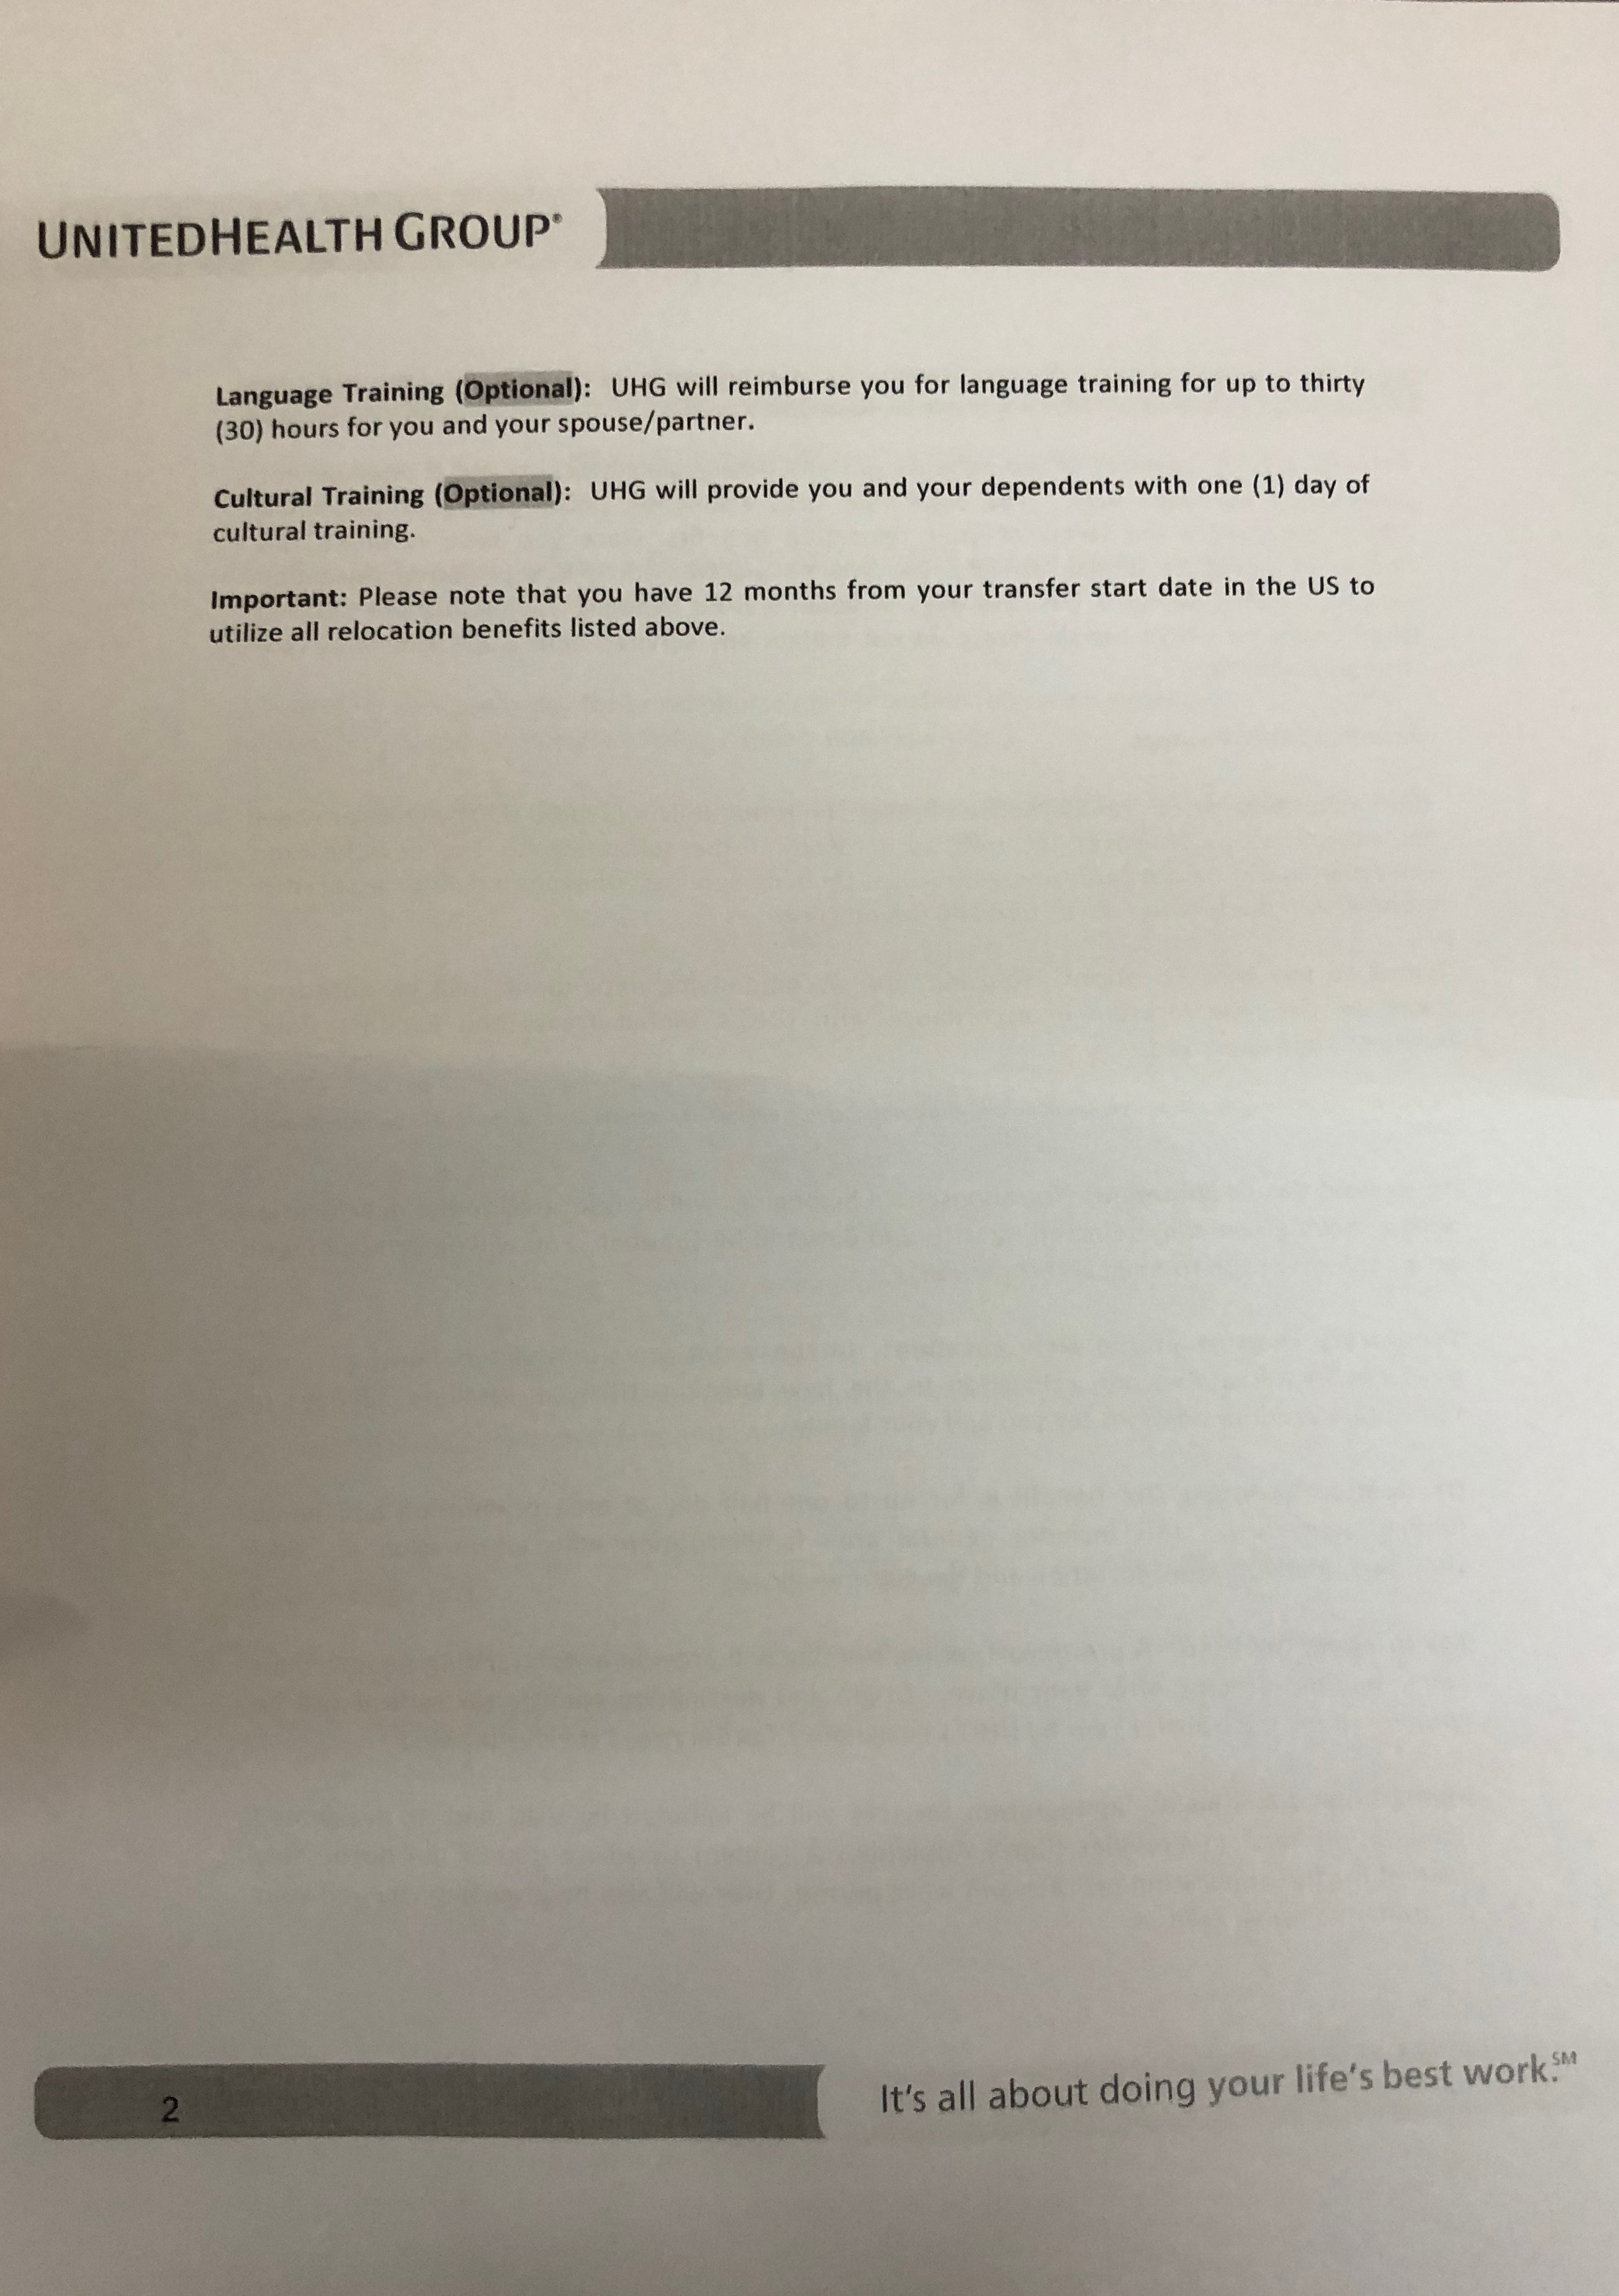 UNITEDHEALTH GROUP®
Language Training (Optional): UHG will reimburse you for language training for up to thirty
(30) hours for you and your spouse/partner.
Cultural Training (Optional): UHG will provide you and your dependents with one (1) day of
cultural training.
Important: Please note that you have 12 months from your transfer start date in the US to
utilize all relocation benefits listed above.
2
It's all about doing your life's best work.℠